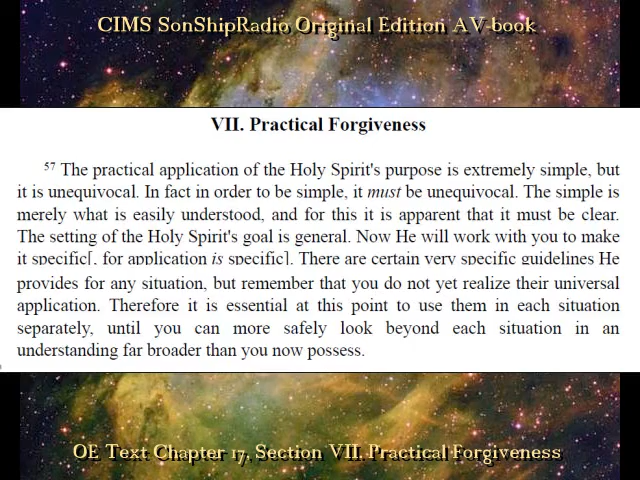 CIMS SonShipRadio Original Edition AV-book
VII. Practical Forgiveness
57 The practical application of the Holy Spirit's purpose is extremely simple, but
it is unequivocal. In fact in order to be simple, it must be unequivocal. The simple is
merely what is easily understood, and for this it is apparent that it must be clear.
The setting of the Holy Spirit's goal is general. Now He will work with you to make
it specific[, for application is specific]. There are certain very specific guidelines He
provides for any situation, but remember that you do not yet realize their universal
application. Therefore it is essential at this point to use them in each situation
separately, until you can more safely look beyond each situation in an
understanding far broader than you now possess.
OE Text Chapter 17, Section VII. Practical Forgiveness